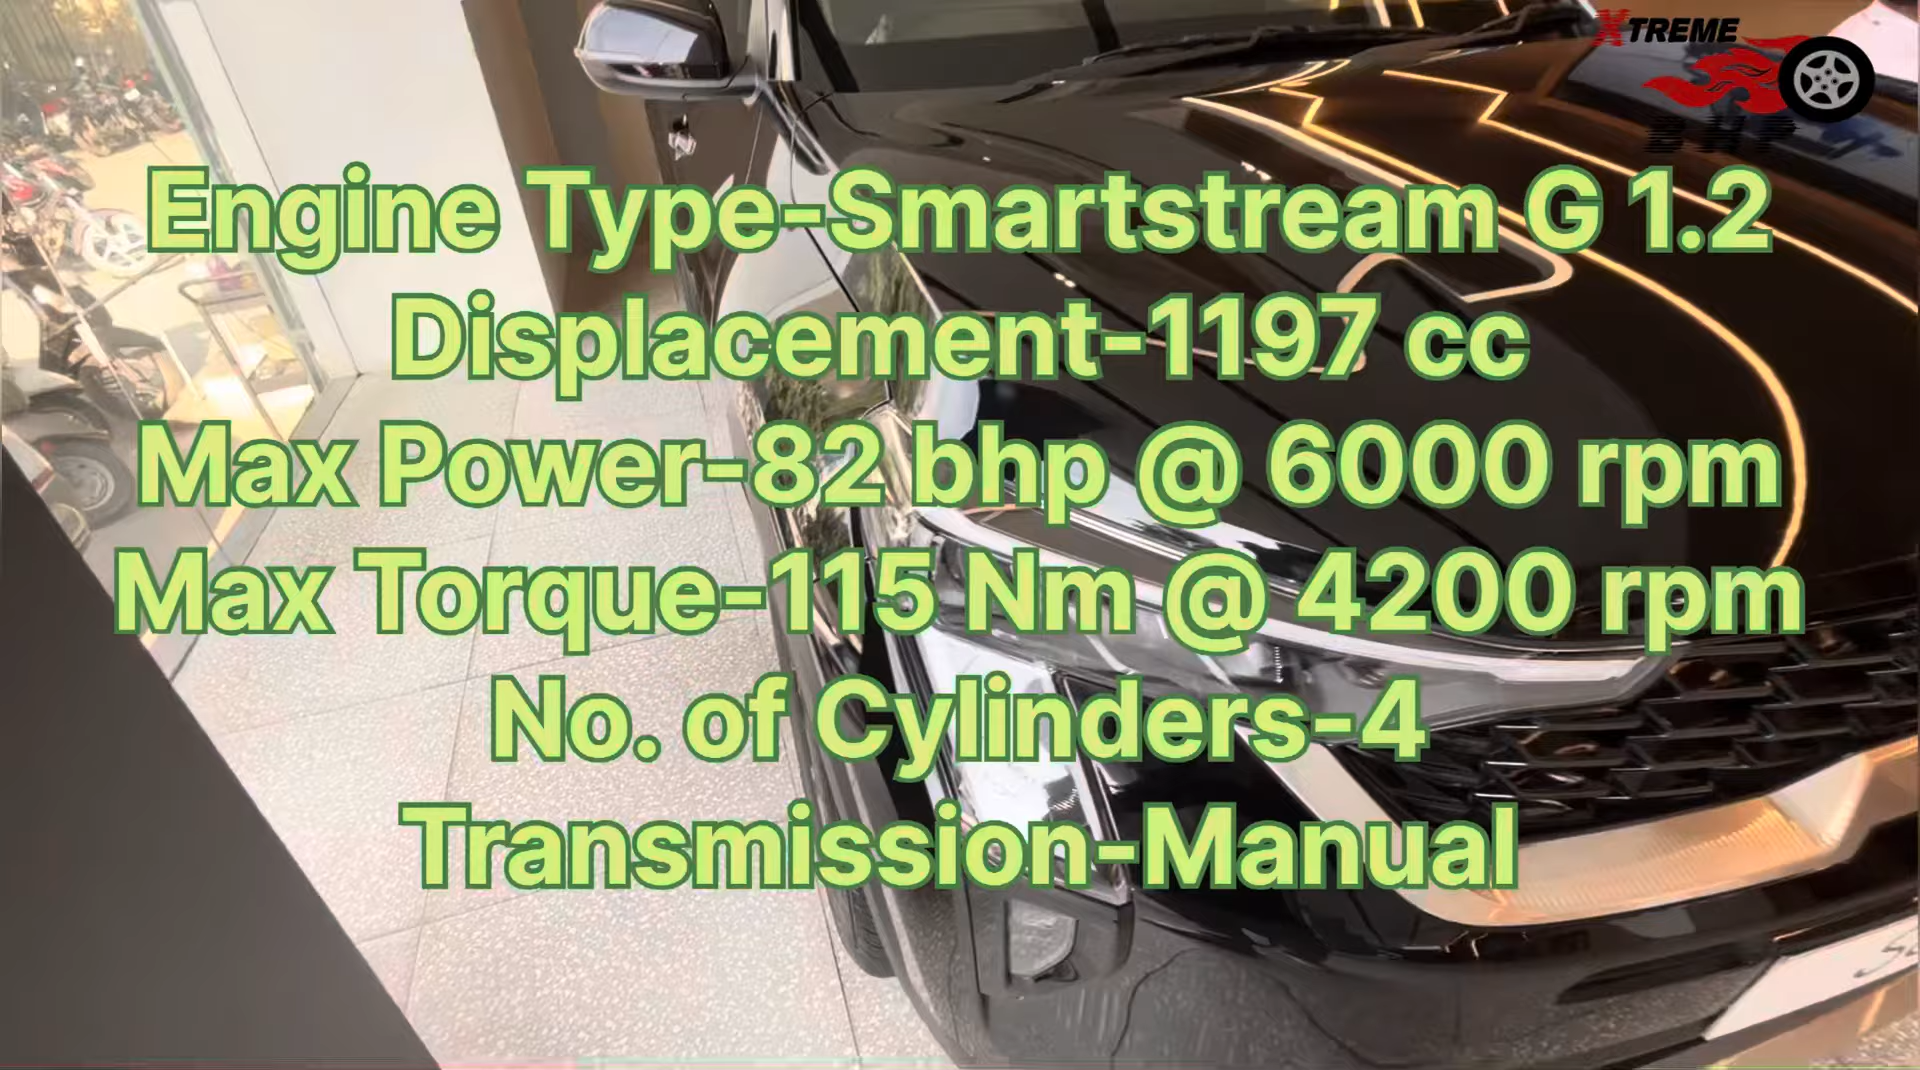 XTREME
BHP
Engine Type-Smartstream G 1.2
Displacement-1197 cc
Max Power-82 bhp @ 6000 rpm
Max Torque-115 Nm @ 4200 rpm
No. of Cylinders-4
Transmission-Manual